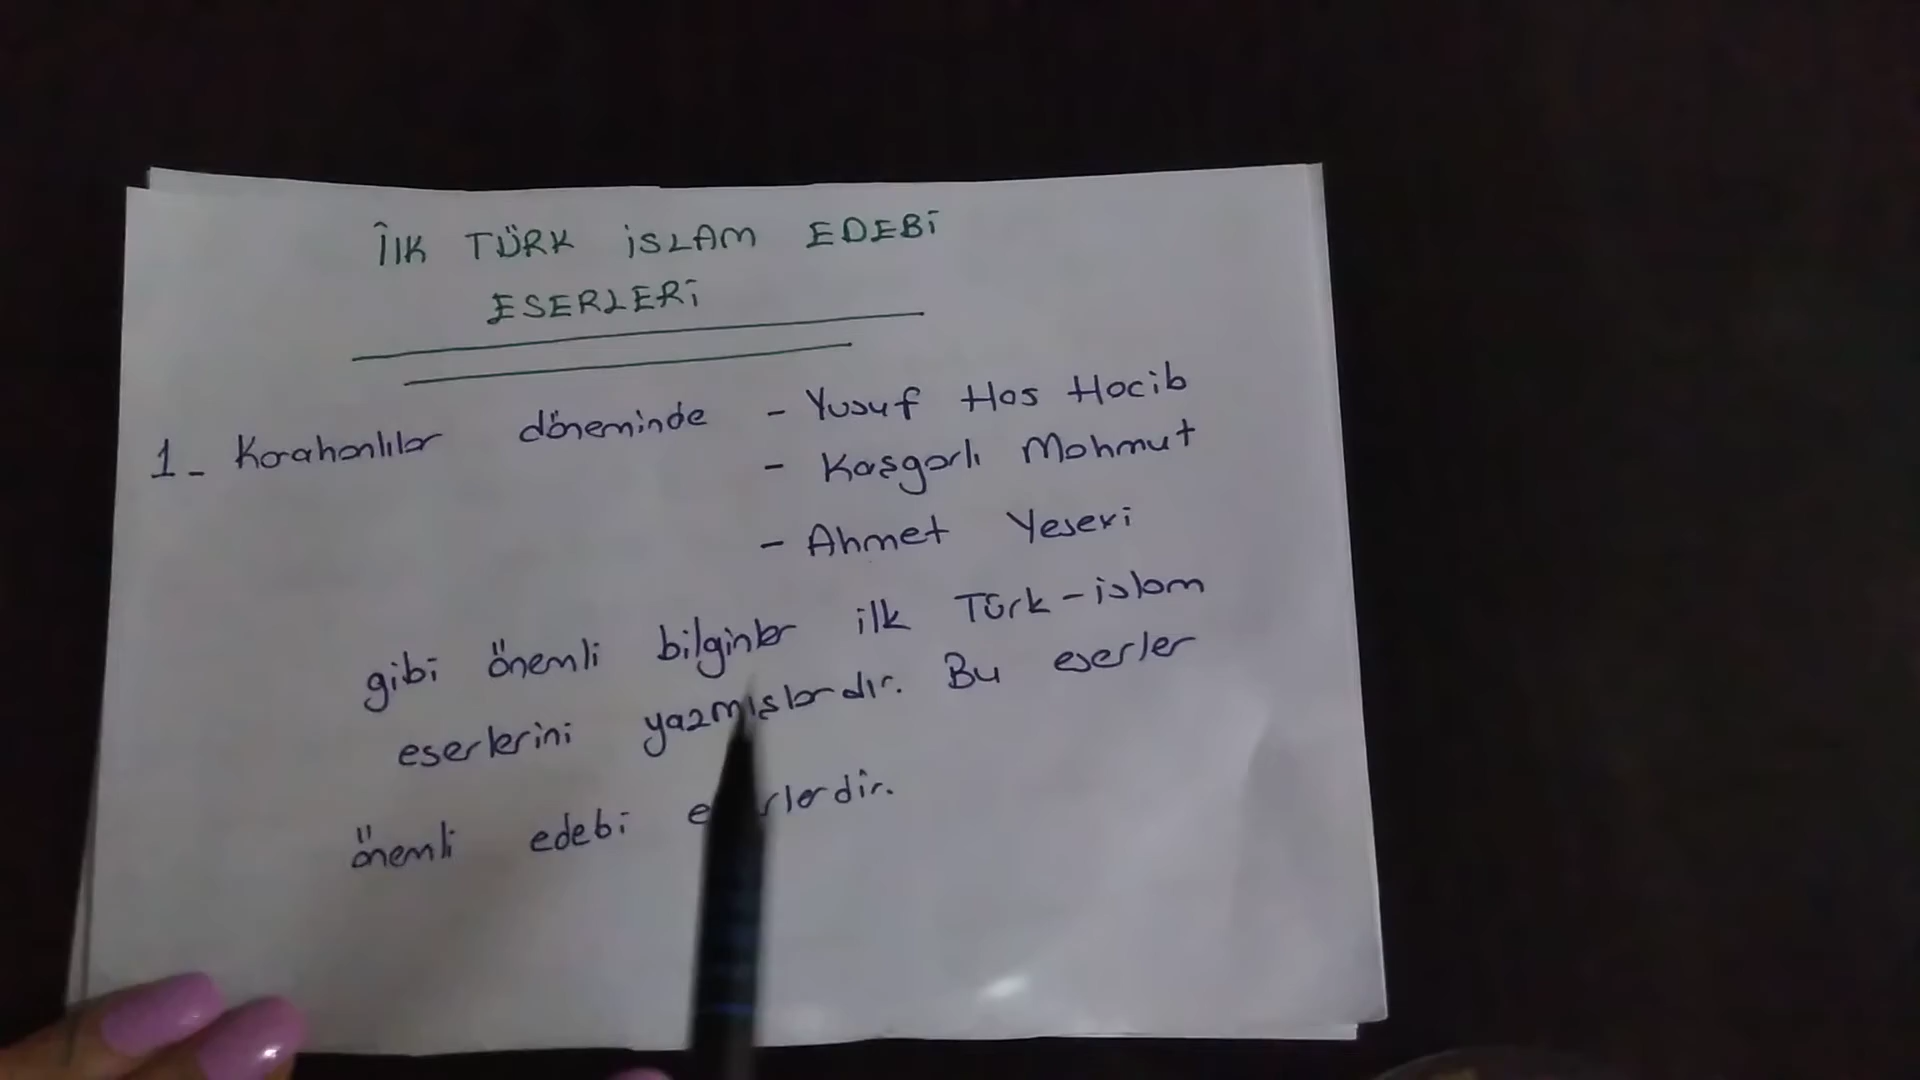 İLK TÜRK İSLAM EDEBİ
ESERLERİ
1- Karahanlılar döneminde - Yusuf Has Hacib
- Kaşgarlı Mahmut
- Ahmet Yesevi
gibi önemli bilginler ilk Türk-islam
eserlerini yazmışlardır. Bu eserler
önemli edebi